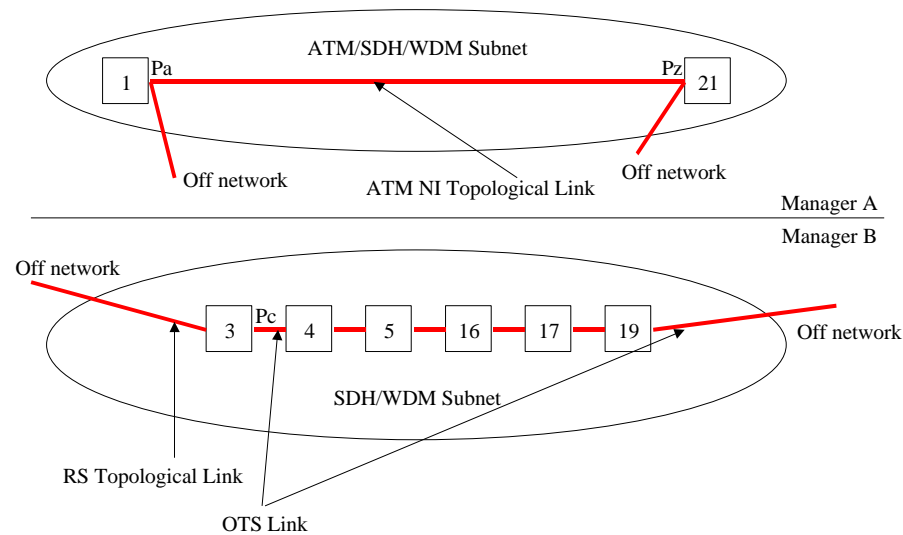 ATM/SDH/WDM Subnet
1
Pa
Pz
21
Off network
ATM NI Topological Link
Off network
Manager A
Manager B
Off network
3
Pc
4
5
16
17
19
Off network
SDH/WDM Subnet
RS Topological Link
OTS Link